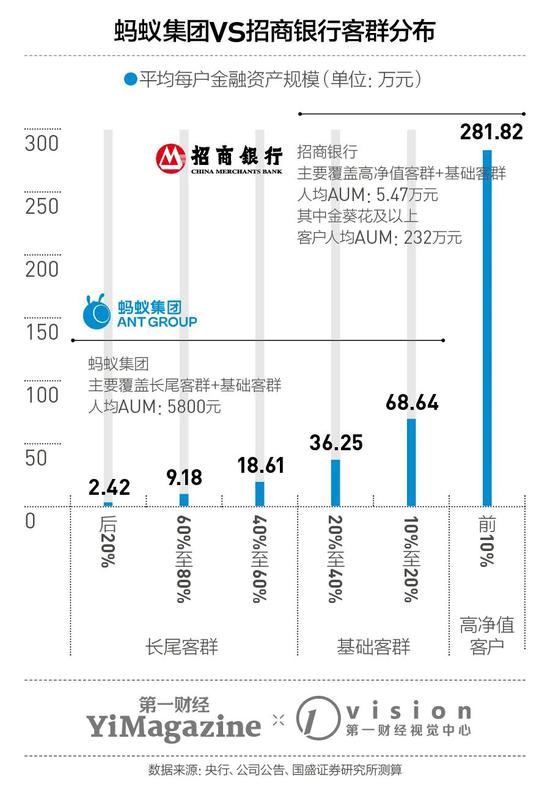 蚂蚁集团VS招商银行客群分布
平均每户金融资产规模（单位：万元）
300
250
200
150
100
50
0
招商银行
CHINA MERCHANTS BANK
招商银行
主要覆盖高净值客群+基础客群
人均AUM：5.47万元
其中金葵花及以上
客户人均AUM：232万元
281.82
蚂蚁集团
ANT GROUP
蚂蚁集团
主要覆盖长尾客群+基础客群
人均AUM：5800元
2.42
9.18
18.61
36.25
68.64
后20%
60%至80%
40%至60%
20%至40%
10%至20%
前10%
长尾客群
基础客群
高净值
客户
第一财经
YiMagazine
×
vision
第一财经视觉中心
数据来源：央行、公司公告、国盛证券研究所测算